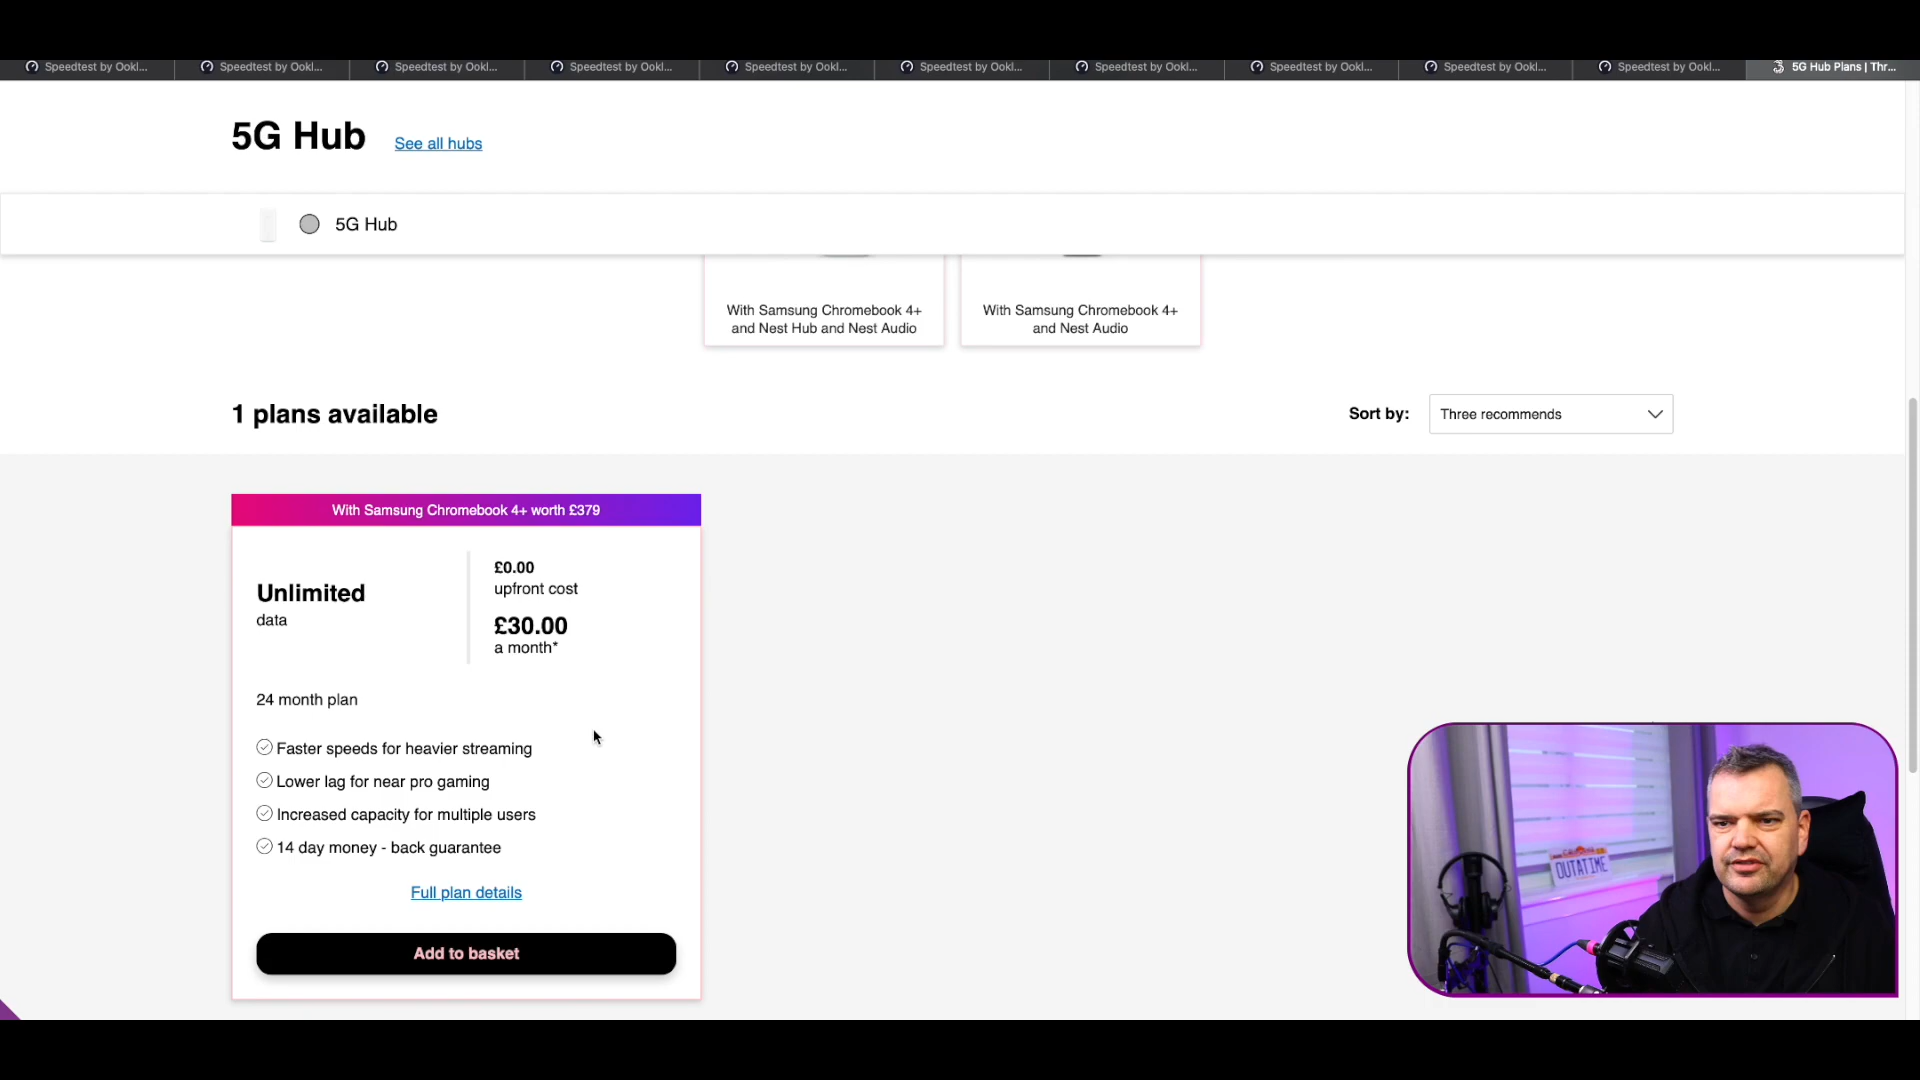 Speedtest by Ookl...
Speedtest by Ookl...
Speedtest by Ookl...
Speedtest by Ookl...
Speedtest by Ookl...
Speedtest by Ookl...
Speedtest by Ookl...
Speedtest by Ookl...
Speedtest by Ookl...
Speedtest by Ookl...
5G Hub Plans | Thr...
5G Hub
See all hubs
5G Hub
With Samsung Chromebook 4+
and Nest Hub and Nest Audio
With Samsung Chromebook 4+
and Nest Audio
1 plans available
Sort by:
Three recommends
With Samsung Chromebook 4+ worth £379
Unlimited
data
£0.00
upfront cost
£30.00
a month*
24 month plan
Faster speeds for heavier streaming
Lower lag for near pro gaming
Increased capacity for multiple users
14 day money - back guarantee
Full plan details
Add to basket
OUTATIME